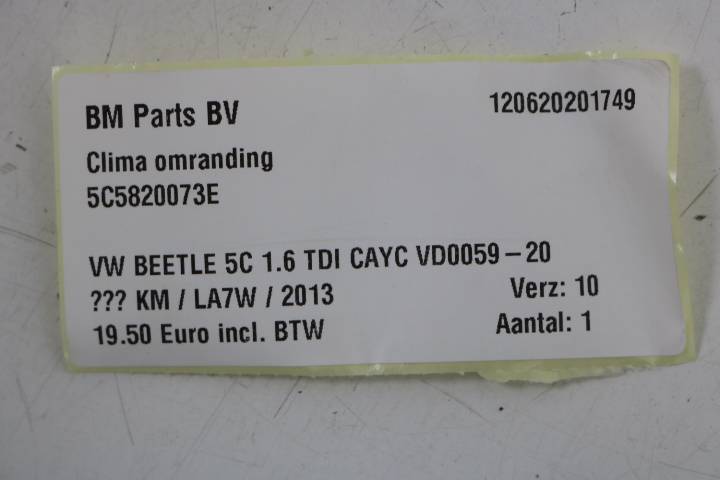 BM Parts BV 120620201749
Clima omranding
5C5820073E
VW BEETLE 5C 1.6 TDI CAYC VD0059–20
??? KM / LA7W / 2013 Verz: 10
19.50 Euro incl. BTW Aantal: 1